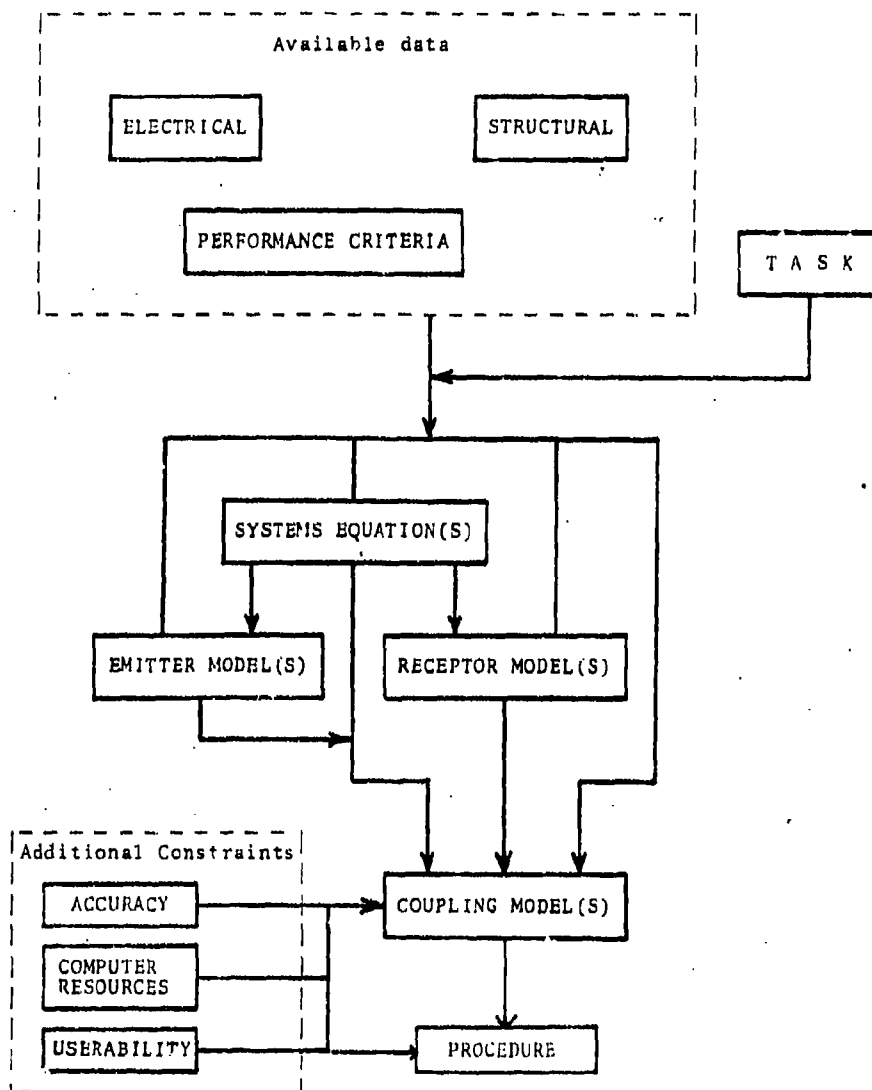 Available data
ELECTRICAL
STRUCTURAL
PERFORMANCE CRITERIA
T A S K
SYSTEMS EQUATION(S)
EMITTER MODEL(S)
RECEPTOR MODEL(S)
Additional Constraints
ACCURACY
COUPLING MODEL(S)
COMPUTER
RESOURCES
USERABILITY
PROCEDURE